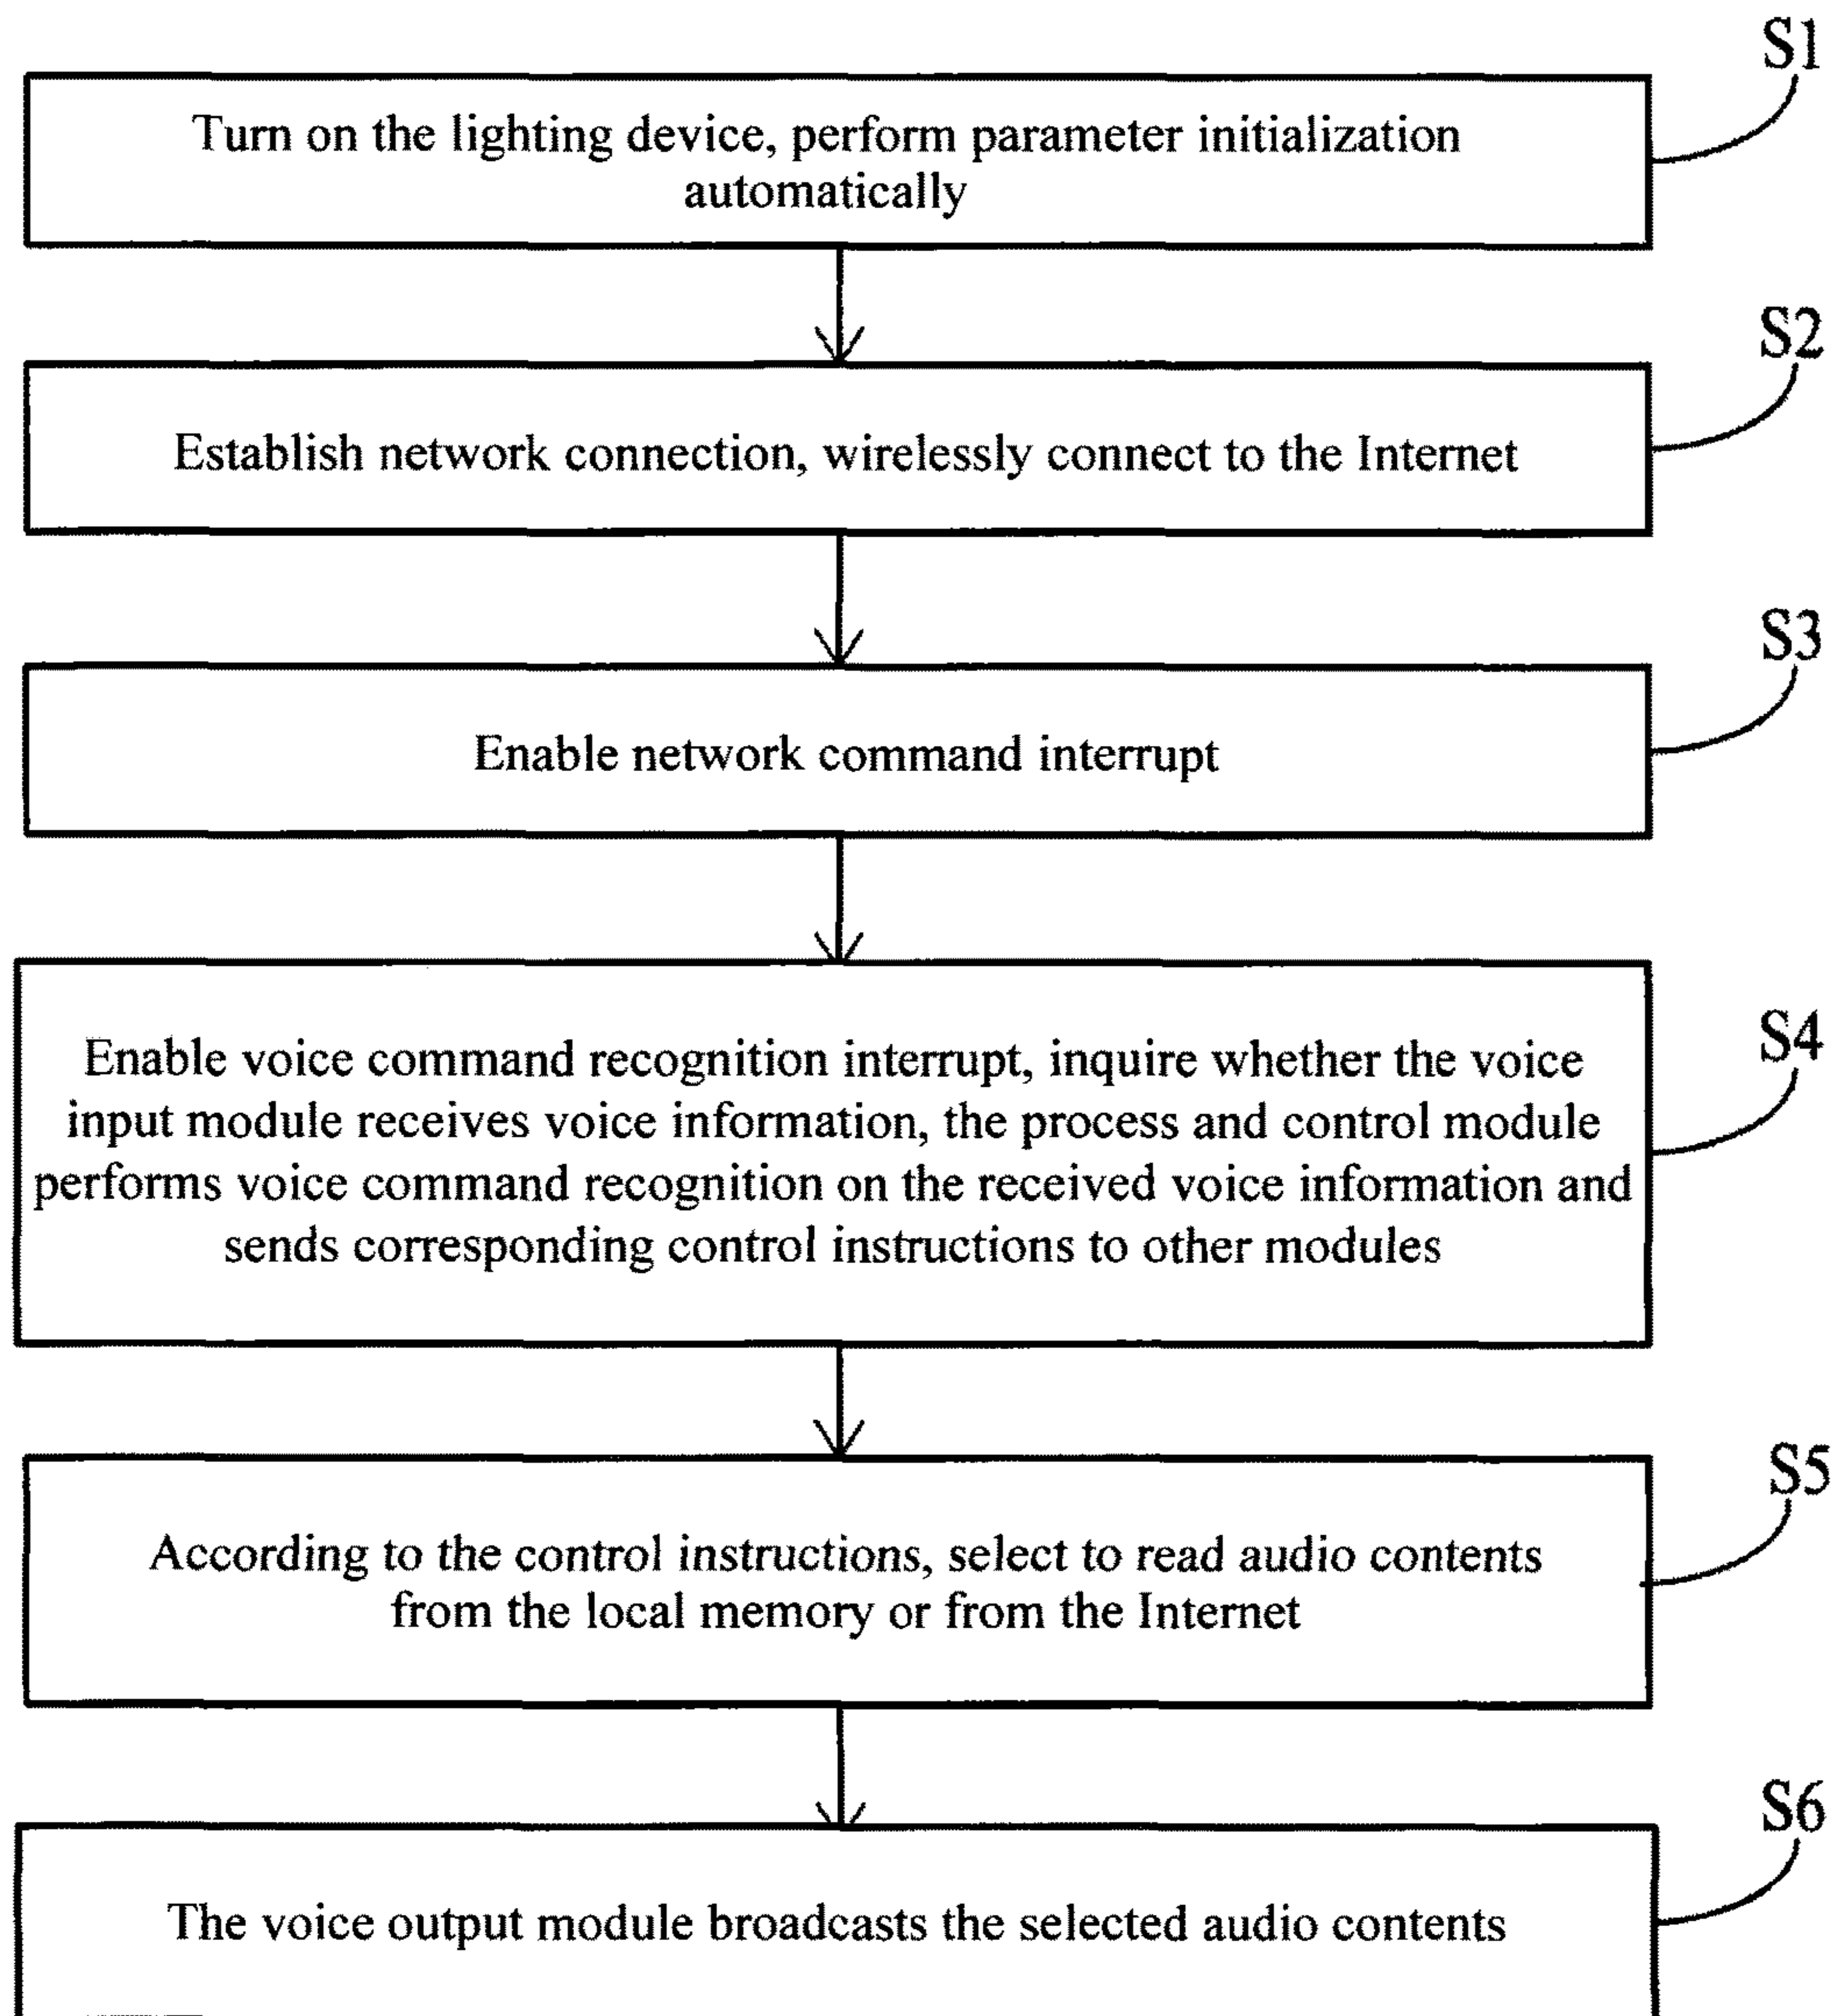 S1
Turn on the lighting device, perform parameter initialization
automatically
S2
Establish network connection, wirelessly connect to the Internet
S3
Enable network command interrupt
S4
Enable voice command recognition interrupt, inquire whether the voice
input module receives voice information, the process and control module
performs voice command recognition on the received voice information and
sends corresponding control instructions to other modules
S5
According to the control instructions, select to read audio contents
from the local memory or from the Internet
S6
The voice output module broadcasts the selected audio contents